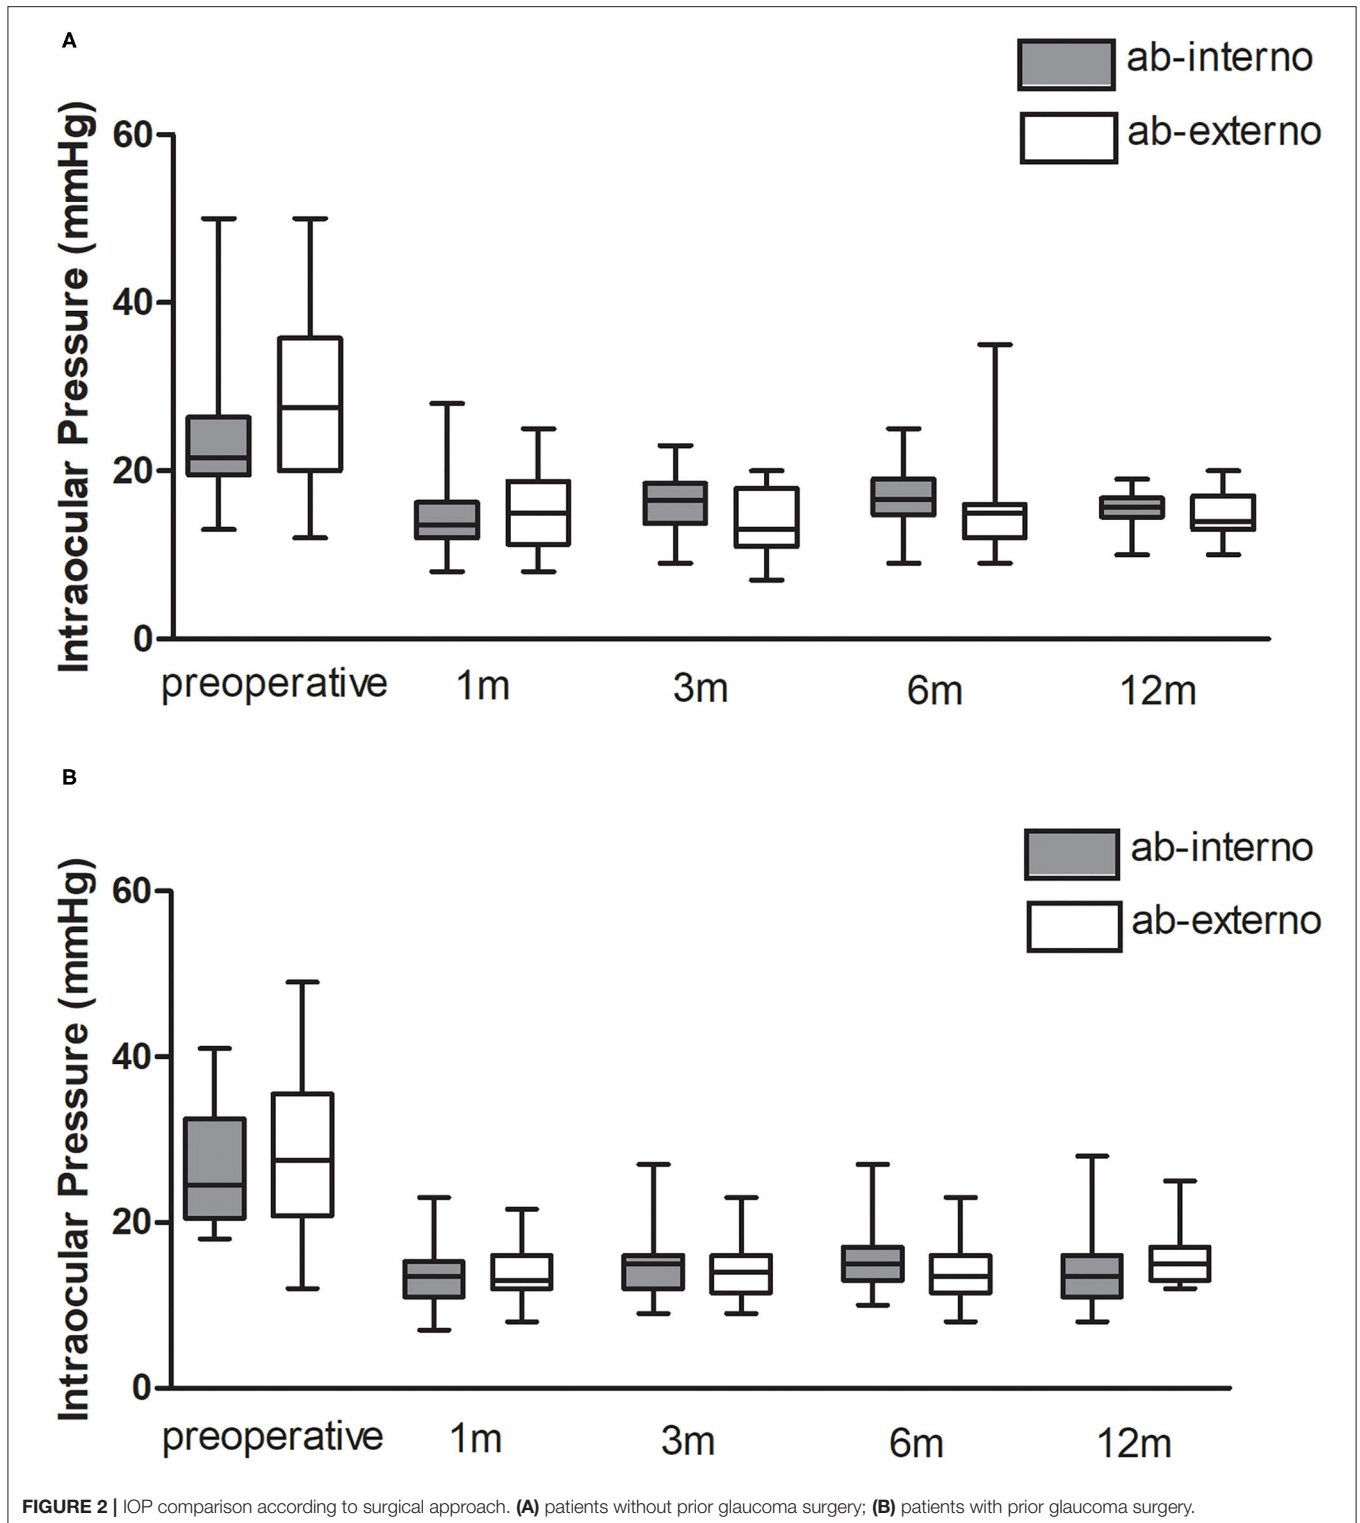 A
ab-interno
ab-externo
Intraocular Pressure (mmHg)
60
40
20
0
preoperative 1m 3m 6m 12m
B
ab-interno
ab-externo
Intraocular Pressure (mmHg)
60
40
20
0
preoperative 1m 3m 6m 12m
FIGURE 2 | IOP comparison according to surgical approach. (A) patients without prior glaucoma surgery; (B) patients with prior glaucoma surgery.